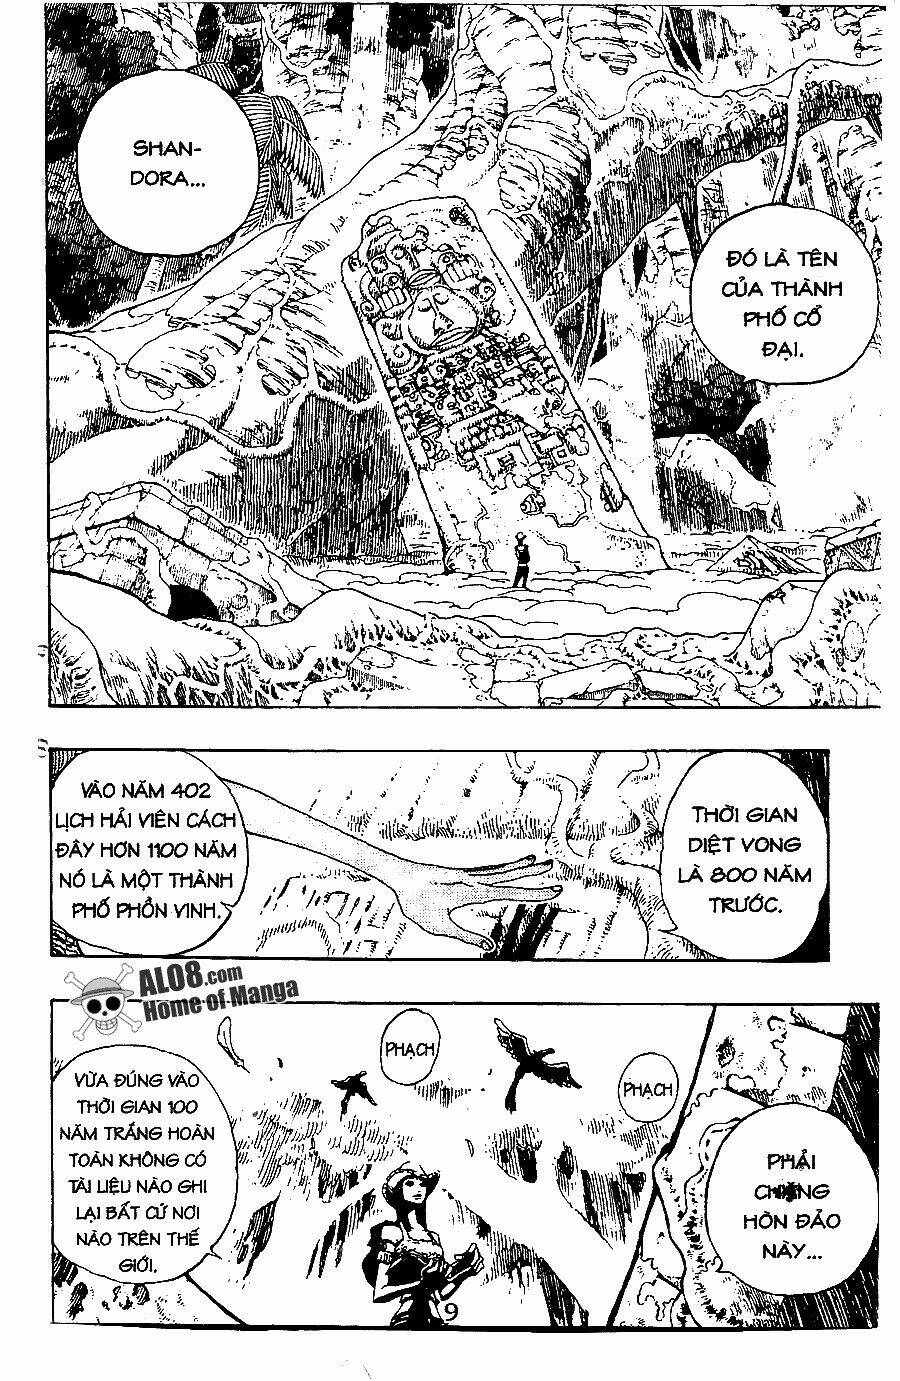 ĐÓ LÀ TÊN
CỦA THÀNH
PHỐ CỔ
ĐẠI.
SHAN-
DORA...
THỜI GIAN
DIỆT VONG
LÀ 800 NĂM
TRƯỚC.
VÀO NĂM 402
LỊCH HẢI VIÊN CÁCH
ĐÂY HƠN 1100 NĂM
NÓ LÀ MỘT THÀNH
PHỐ PHỒN VINH.
AL08.com
Home of Manga
PHẢI
CHĂNG
HÒN ĐẢO
NÀY...
PHẠCH
PHẠCH
VỪA ĐÚNG VÀO
THỜI GIAN 100
NĂM TRẮNG HOÀN
TOÀN KHÔNG CÓ
TÀI LIỆU NÀO GHI
LẠI BẤT CỨ NƠI
NÀO TRÊN THẾ
GIỚI.
9